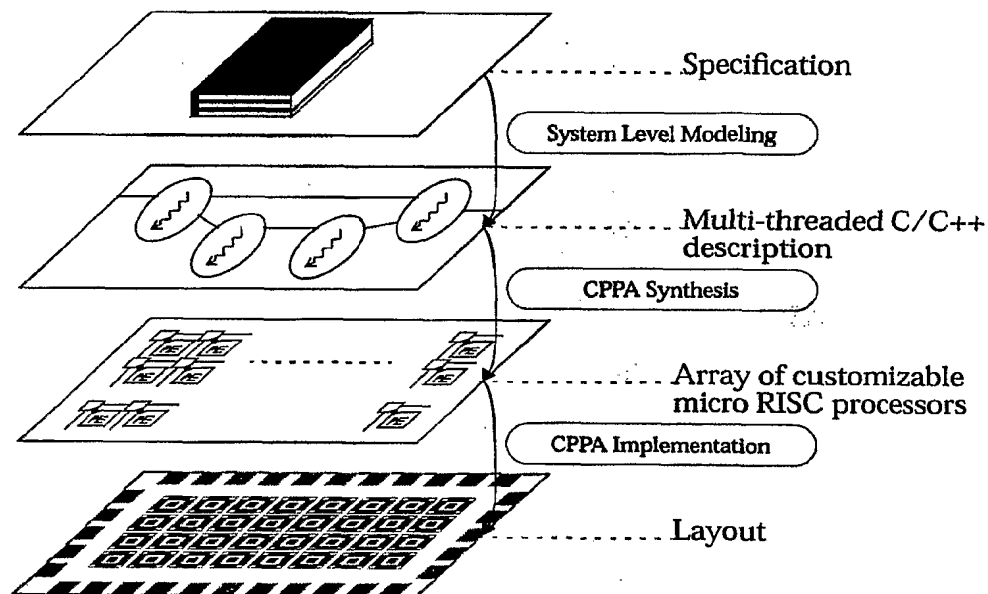 Specification
System Level Modeling
Multi-threaded C/C++
description
CPPA Synthesis
Array of customizable
micro RISC processors
CPPA Implementation
Layout